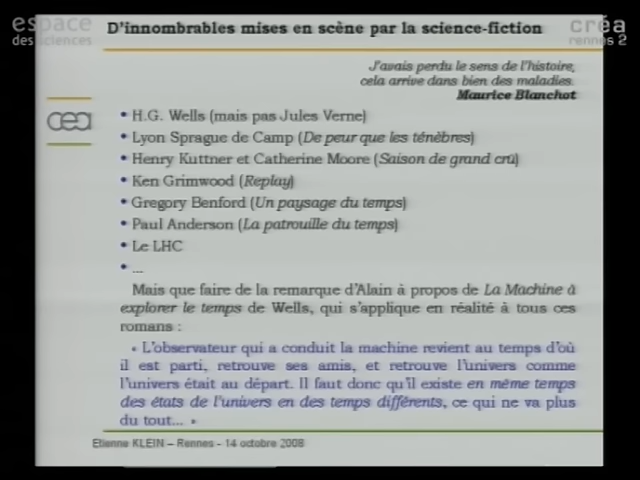 espace
des sciences
créa
rennes 2
D'innombrables mises en scène par la science-fiction
J'avais perdu le sens de l'histoire,
cela arrive dans bien des maladies.
Maurice Blanchot
cea
• H.G. Wells (mais pas Jules Verne)
• Lyon Sprague de Camp (De peur que les ténèbres)
• Henry Kuttner et Catherine Moore (Saison de grand crû)
• Ken Grimwood (Replay)
• Gregory Benford (Un paysage du temps)
• Paul Anderson (La patrouille du temps)
• Le LHC
• ...
Mais que faire de la remarque d'Alain à propos de La Machine à
explorer le temps de Wells, qui s'applique en réalité à tous ces
romans :
« L'observateur qui a conduit la machine revient au temps d'où
il est parti, retrouve ses amis, et retrouve l'univers comme
l'univers était au départ. Il faut donc qu'il existe en même temps
des états de l'univers en des temps différents, ce qui ne va plus
du tout... »
Etienne KLEIN – Rennes - 14 octobre 2008